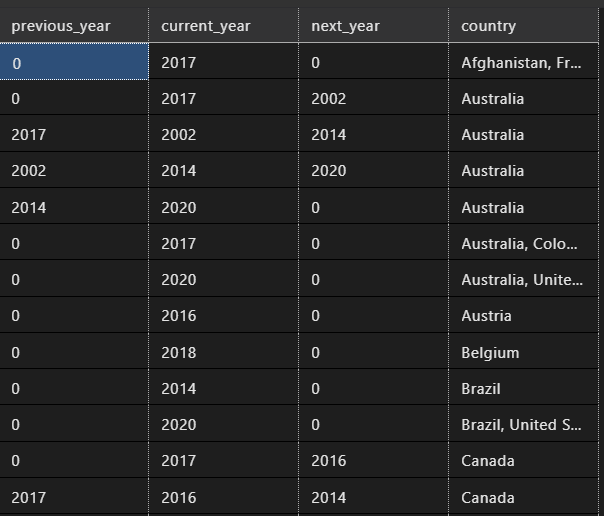 previous_year current_year next_year country
0 2017 0 Afghanistan, Fr...
0 2017 2002 Australia
2017 2002 2014 Australia
2002 2014 2020 Australia
2014 2020 0 Australia
0 2017 0 Australia, Colo...
0 2020 0 Australia, Unite...
0 2016 0 Austria
0 2018 0 Belgium
0 2014 0 Brazil
0 2020 0 Brazil, United S...
0 2017 2016 Canada
2017 2016 2014 Canada